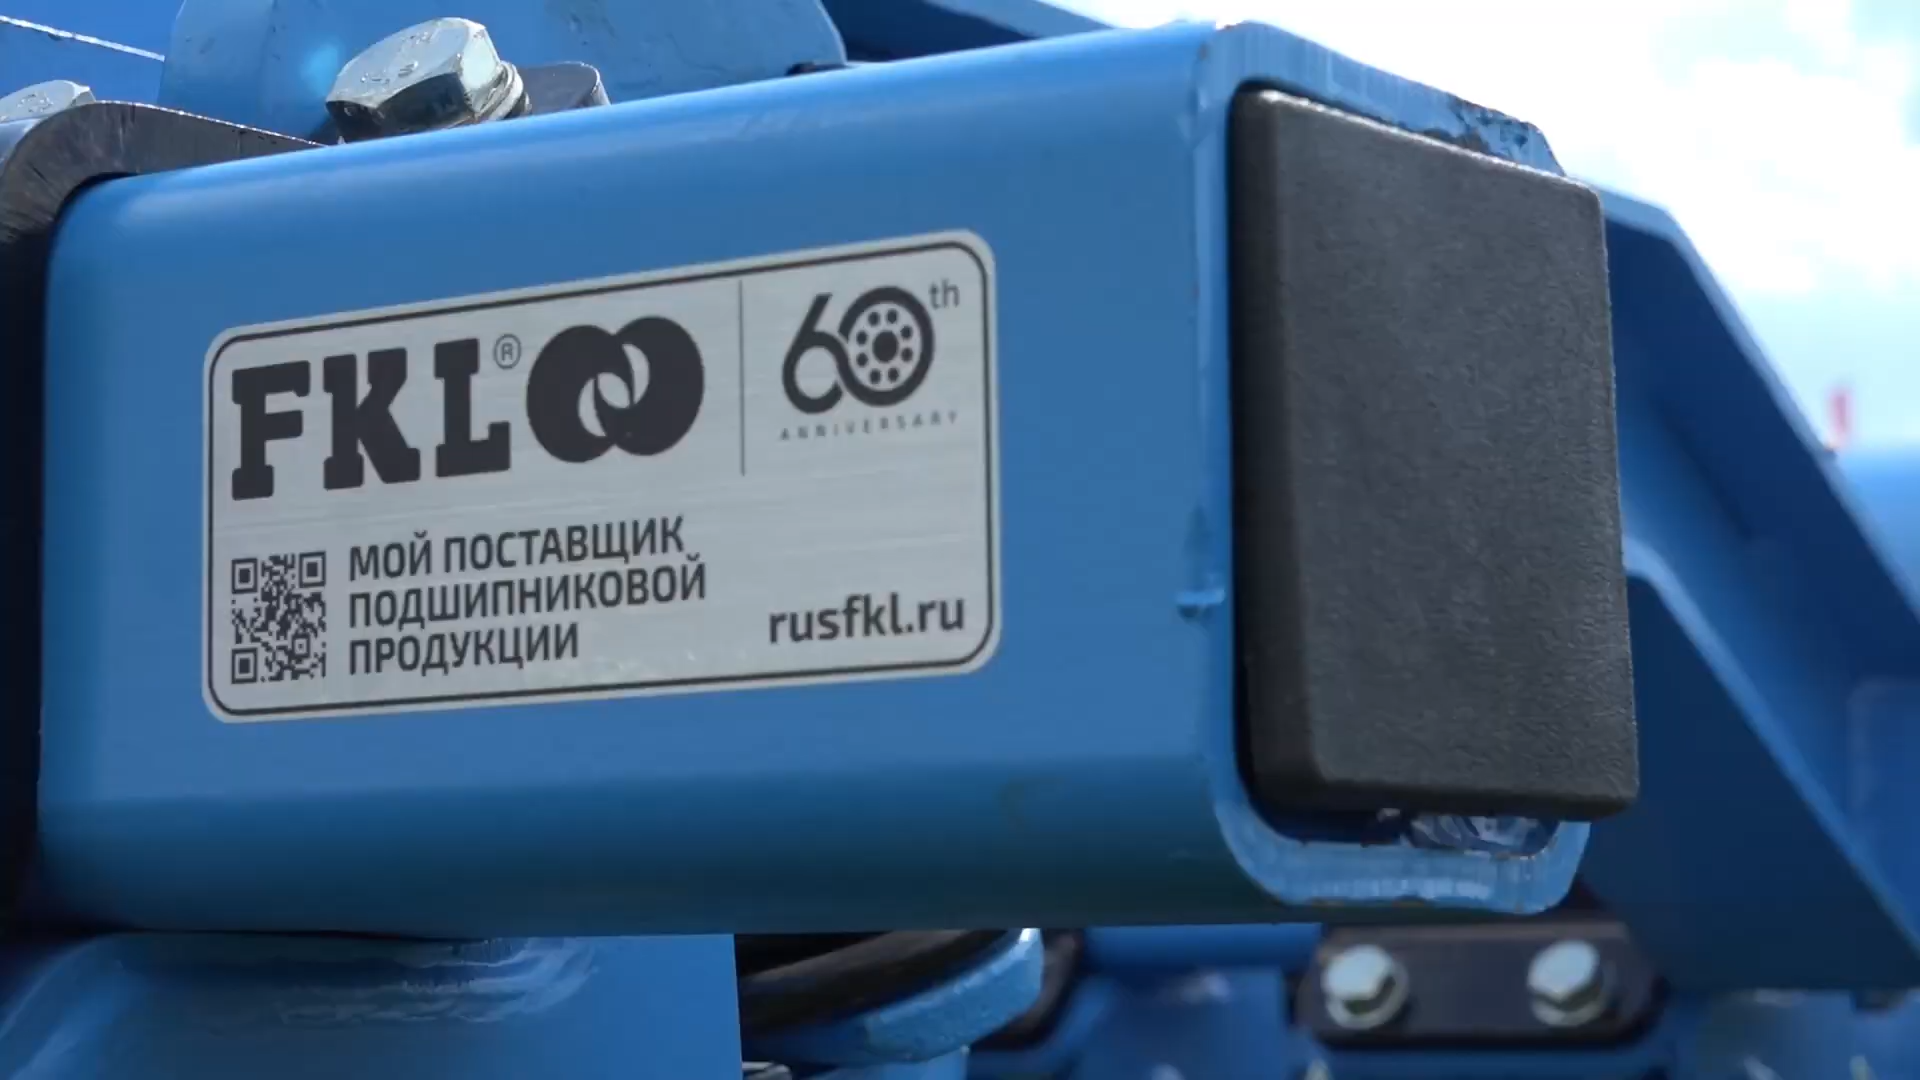 FKL®
60th
ANNIVERSARY
МОЙ ПОСТАВЩИК
ПОДШИПНИКОВОЙ
ПРОДУКЦИИ
rusfkl.ru